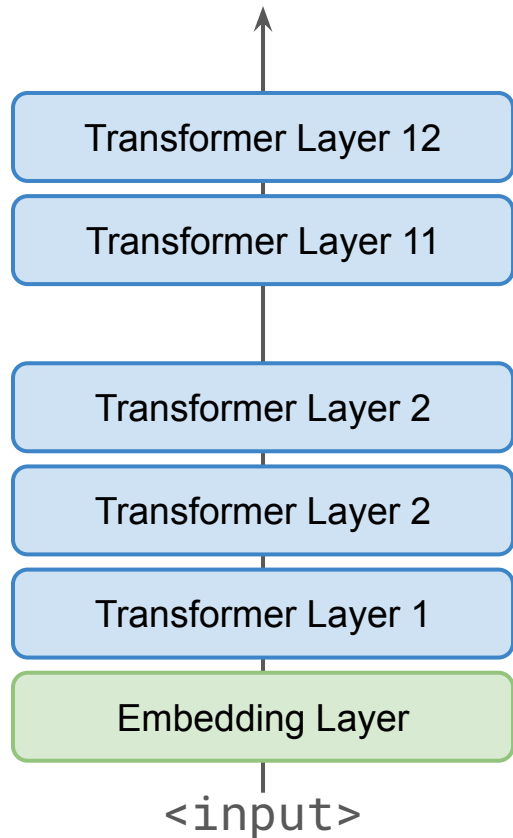 Transformer Layer 12
Transformer Layer 11
Transformer Layer 2
Transformer Layer 2
Transformer Layer 1
Embedding Layer
<input>